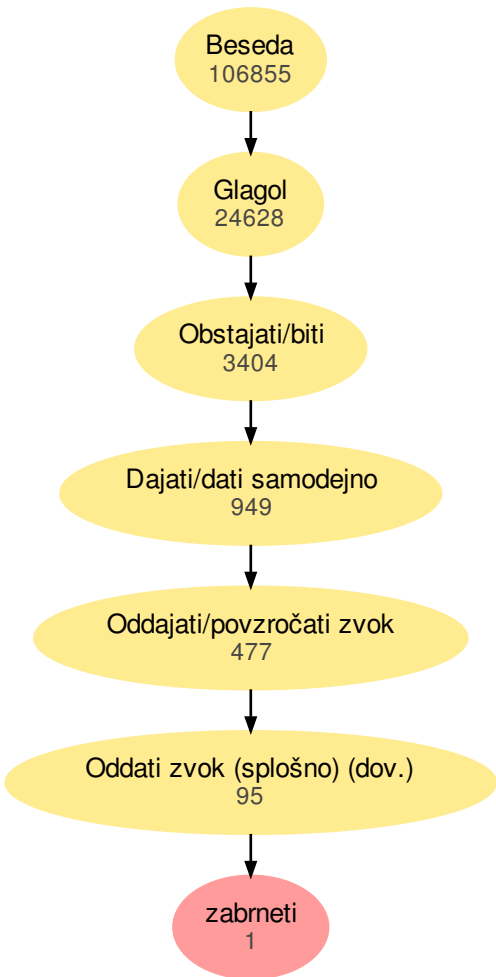 Beseda
106855
Glagol
24628
Obstajati/biti
3404
Dajati/dati samodejno
949
Oddajati/povzročati zvok
477
Oddati zvok (splošno) (dov.)
95
zabrneti
1